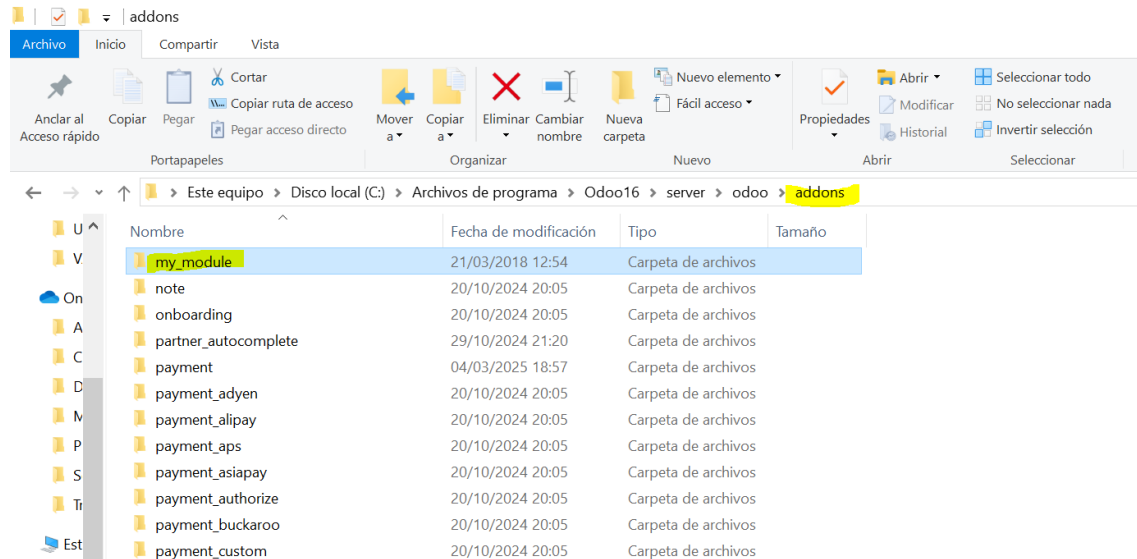 addons
Archivo Inicio Compartir Vista
Anclar al Acceso rápido
Copiar
Pegar
Cortar
Copiar ruta de acceso
Pegar acceso directo
Portapapeles
Mover a
Copiar a
Eliminar
Cambiar nombre
Organizar
Nueva carpeta
Nuevo elemento
Fácil acceso
Nuevo
Propiedades
Abrir
Modificar
Historial
Abrir
Seleccionar todo
No seleccionar nada
Invertir selección
Seleccionar
Este equipo > Disco local (C:) > Archivos de programa > Odoo16 > server > odoo > addons
U
V
On
A
C
D
M
P
S
Tr
Est
Nombre Fecha de modificación Tipo Tamaño
my_module 21/03/2018 12:54 Carpeta de archivos
note 20/10/2024 20:05 Carpeta de archivos
onboarding 20/10/2024 20:05 Carpeta de archivos
partner_autocomplete 29/10/2024 21:20 Carpeta de archivos
payment 04/03/2025 18:57 Carpeta de archivos
payment_adyen 20/10/2024 20:05 Carpeta de archivos
payment_alipay 20/10/2024 20:05 Carpeta de archivos
payment_aps 20/10/2024 20:05 Carpeta de archivos
payment_asiapay 20/10/2024 20:05 Carpeta de archivos
payment_authorize 20/10/2024 20:05 Carpeta de archivos
payment_buckaroo 20/10/2024 20:05 Carpeta de archivos
payment_custom 20/10/2024 20:05 Carpeta de archivos